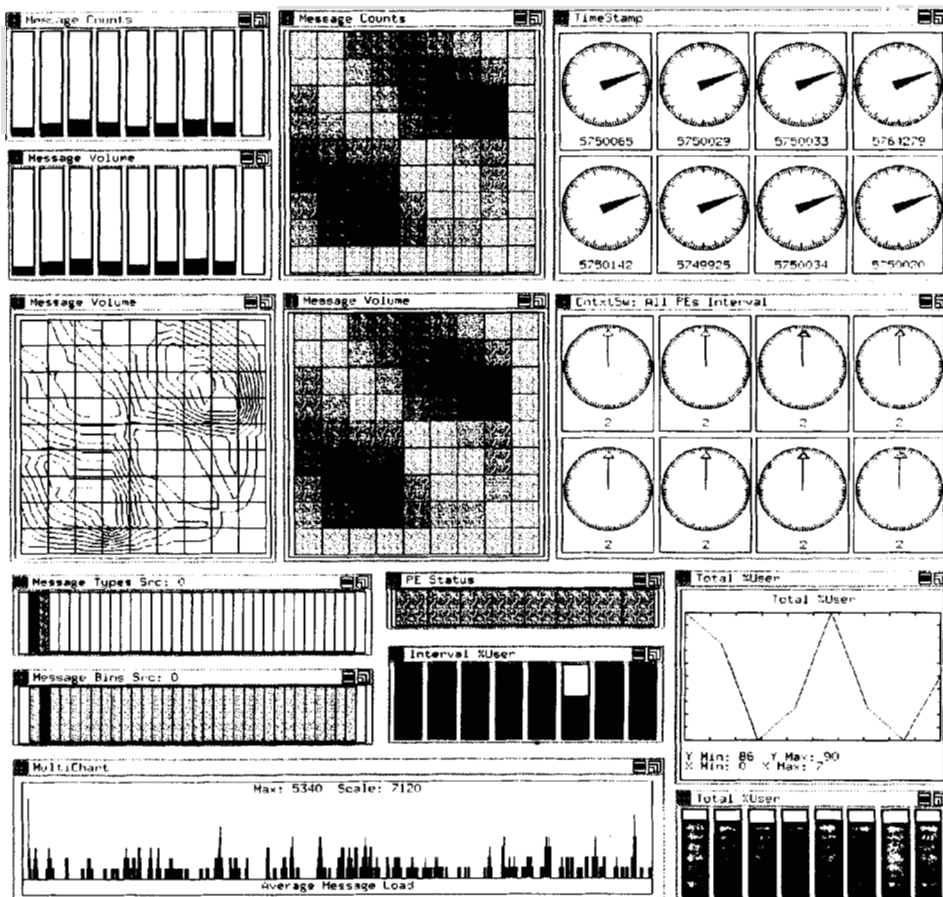 Message Counts
Message Counts
TimeStamp
5750065 5750029 5750033 5764279
Message Volume
5750142 5749925 5750034 5750020
Message Volume
Message Volume
CntxtSw: All PEs Interval
2 2 2 2
2 2 2 2
Message Types Src: 0
PE Status
Total %User
Total %User
Interval %User
Message Bins Src: 0
Y Min: 86 Y Max: 90
X Min: 0 X Max: 7
MultiChart
Max: 5340 Scale: 7120
Total %User
Average Message Load